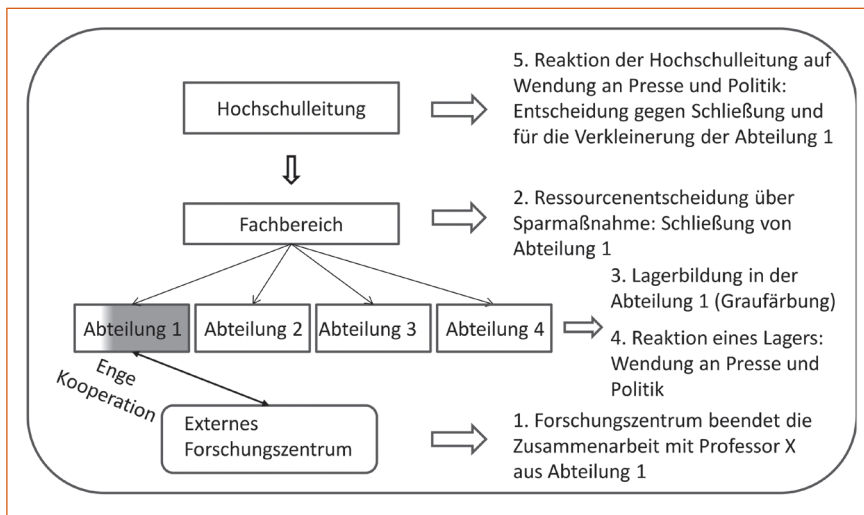 Hochschulleitung
5. Reaktion der Hochschulleitung auf
Wendung an Presse und Politik:
Entscheidung gegen Schließung und
für die Verkleinerung der Abteilung 1
Fachbereich
2. Ressourcenentscheidung über
Sparmaßnahme: Schließung von
Abteilung 1
Abteilung 1
Abteilung 2
Abteilung 3
Abteilung 4
3. Lagerbildung in der
Abteilung 1 (Graufärbung)
4. Reaktion eines Lagers:
Wendung an Presse und
Politik
Enge
Kooperation
Externes
Forschungszentrum
1. Forschungszentrum beendet die
Zusammenarbeit mit Professor X
aus Abteilung 1